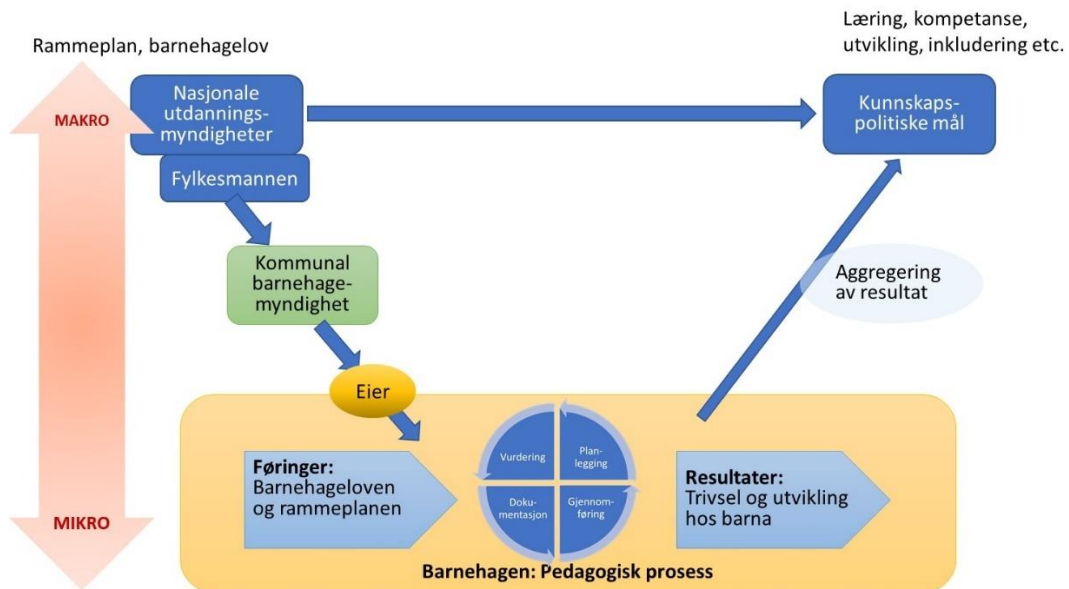 Rammeplan, barnehagelov
Læring, kompetanse,
utvikling, inkludering etc.
MAKRO
Nasjonale
utdannings-
myndigheter
Kunnskaps-
politiske mål
Fylkesmannen
Kommunal
barnehage-
myndighet
Aggregering
av resultat
Eier
Føringer:
Barnehageloven
og rammeplanen
Vurdering
Plan-
legging
Doku-
mentasjon
Gjennom-
føring
Resultater:
Trivsel og utvikling
hos barna
MIKRO
Barnehagen: Pedagogisk prosess